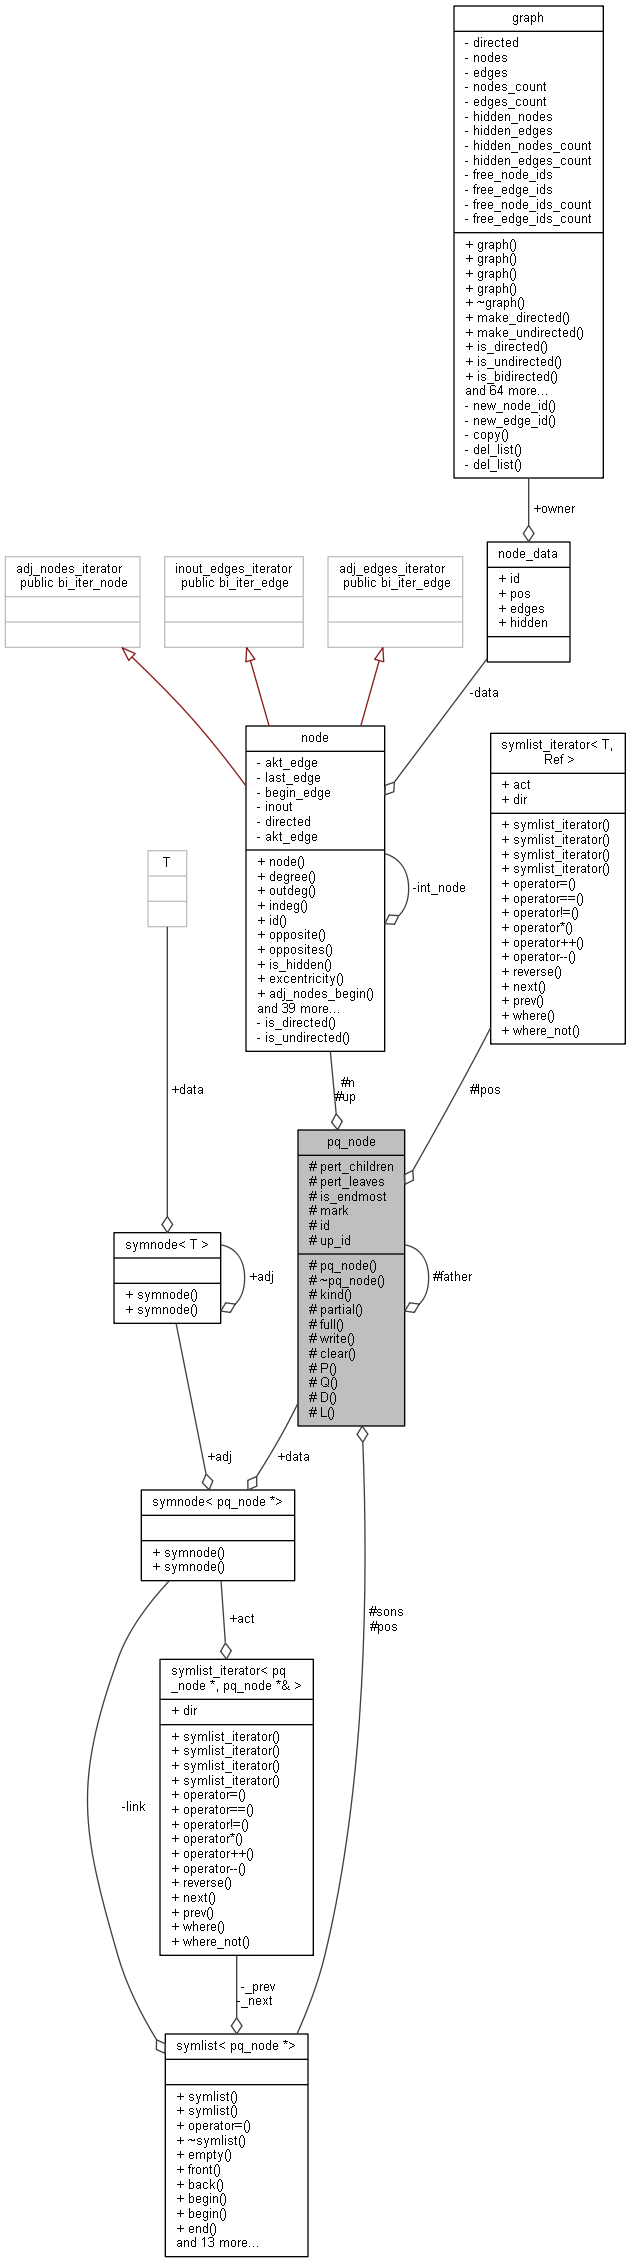 graph
- directed
- nodes
- edges
- nodes_count
- edges_count
- hidden_nodes
- hidden_edges
- hidden_nodes_count
- hidden_edges_count
- free_node_ids
- free_edge_ids
- free_node_ids_count
- free_edge_ids_count
+ graph()
+ graph()
+ graph()
+ graph()
+ ~graph()
+ make_directed()
+ make_undirected()
+ is_directed()
+ is_undirected()
+ is_bidirected()
and 64 more...
- new_node_id()
- new_edge_id()
- copy()
- del_list()
- del_list()
+owner
node_data
+ id
+ pos
+ edges
+ hidden
adj_nodes_iterator
public bi_iter_node
inout_edges_iterator
public bi_iter_edge
adj_edges_iterator
public bi_iter_edge
-data
node
- akt_edge
- last_edge
- begin_edge
- inout
- directed
- akt_edge
+ node()
+ degree()
+ outdeg()
+ indeg()
+ id()
+ opposite()
+ opposites()
+ is_hidden()
+ excentricity()
+ adj_nodes_begin()
and 39 more...
- is_directed()
- is_undirected()
-int_node
symlist_iterator< T,
Ref >
+ act
+ dir
+ symlist_iterator()
+ symlist_iterator()
+ symlist_iterator()
+ symlist_iterator()
+ operator=()
+ operator==()
+ operator!=()
+ operator*()
+ operator++()
+ operator--()
+ reverse()
+ next()
+ prev()
+ where()
+ where_not()
T
+data
#n
#up
#lpos
pq_node
# pert_children
# pert_leaves
# is_endmost
# mark
# id
# up_id
# pq_node()
# ~pq_node()
# kind()
# partial()
# full()
# write()
# clear()
# P()
# Q()
# D()
# L()
#father
symnode< T >
+ symnode()
+ symnode()
+adj
+adj
+data
symnode< pq_node *>
+ symnode()
+ symnode()
+act
#sons
#pos
symlist_iterator< pq
_node *, pq_node *& >
+ dir
+ symlist_iterator()
+ symlist_iterator()
+ symlist_iterator()
+ symlist_iterator()
+ operator=()
+ operator==()
+ operator!=()
+ operator*()
+ operator++()
+ operator--()
+ reverse()
+ next()
+ prev()
+ where()
+ where_not()
-link
-_prev
-_next
symlist< pq_node *>
+ symlist()
+ symlist()
+ operator=()
+ ~symlist()
+ empty()
+ front()
+ back()
+ begin()
+ begin()
+ end()
and 13 more...